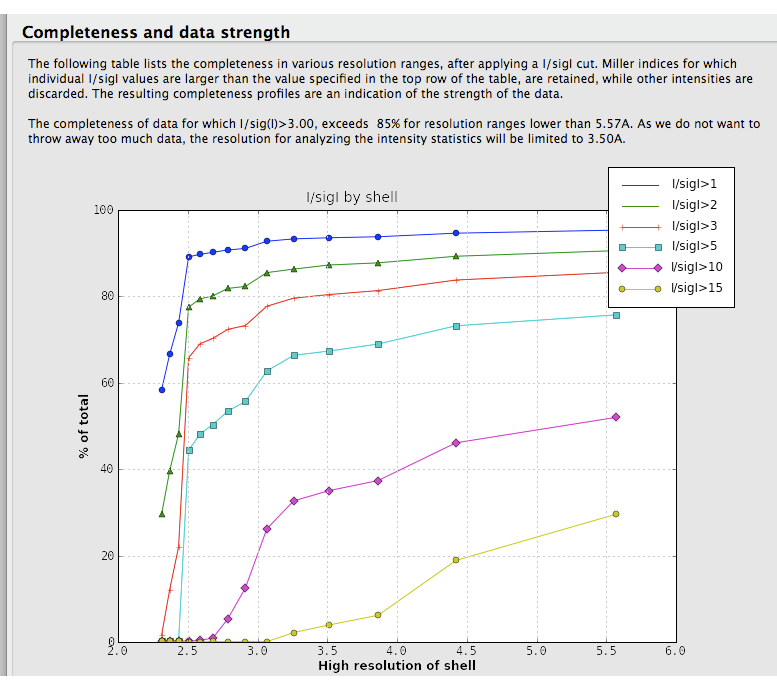 Completeness and data strength
The following table lists the completeness in various resolution ranges, after applying a I/sigI cut. Miller indices for which
individual I/sigI values are larger than the value specified in the top row of the table, are retained, while other intensities are
discarded. The resulting completeness profiles are an indication of the strength of the data.
The completeness of data for which I/sig(I)>3.00, exceeds  85% for resolution ranges lower than 5.57A. As we do not want to
throw away too much data, the resolution for analyzing the intensity statistics will be limited to 3.50A.
I/sigI by shell
I/sigI>1
I/sigI>2
I/sigI>3
I/sigI>5
I/sigI>10
I/sigI>15
100
80
60
40
20
0
% of total
2.0 2.5 3.0 3.5 4.0 4.5 5.0 5.5 6.0
High resolution of shell